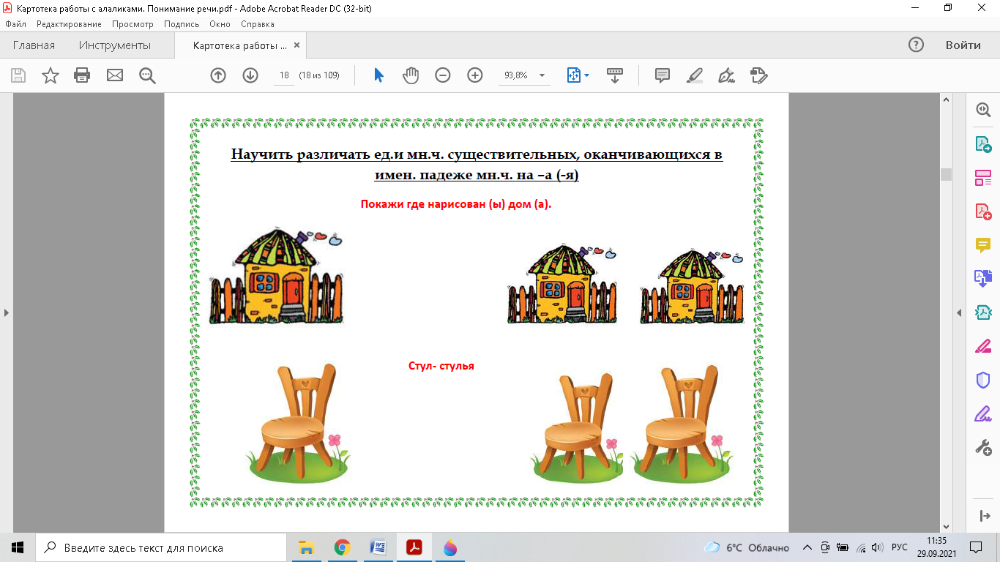 Картотека работы с алаликами. Понимание речи.pdf - Adobe Acrobat Reader DC (32-bit)
Файл Редактирование Просмотр Подпись Окно Справка
Главная Инструменты Картотека работы ... × Войти
18 (18 из 109) 93,8%
Научить различать ед.и мн.ч. существительных, оканчивающихся в
имен. падеже мн.ч. на –а (-я)
Покажи где нарисован (ы) дом (а).
Стул- стулья
Введите здесь текст для поиска
6°C Облачно
РУС
11:35
29.09.2021